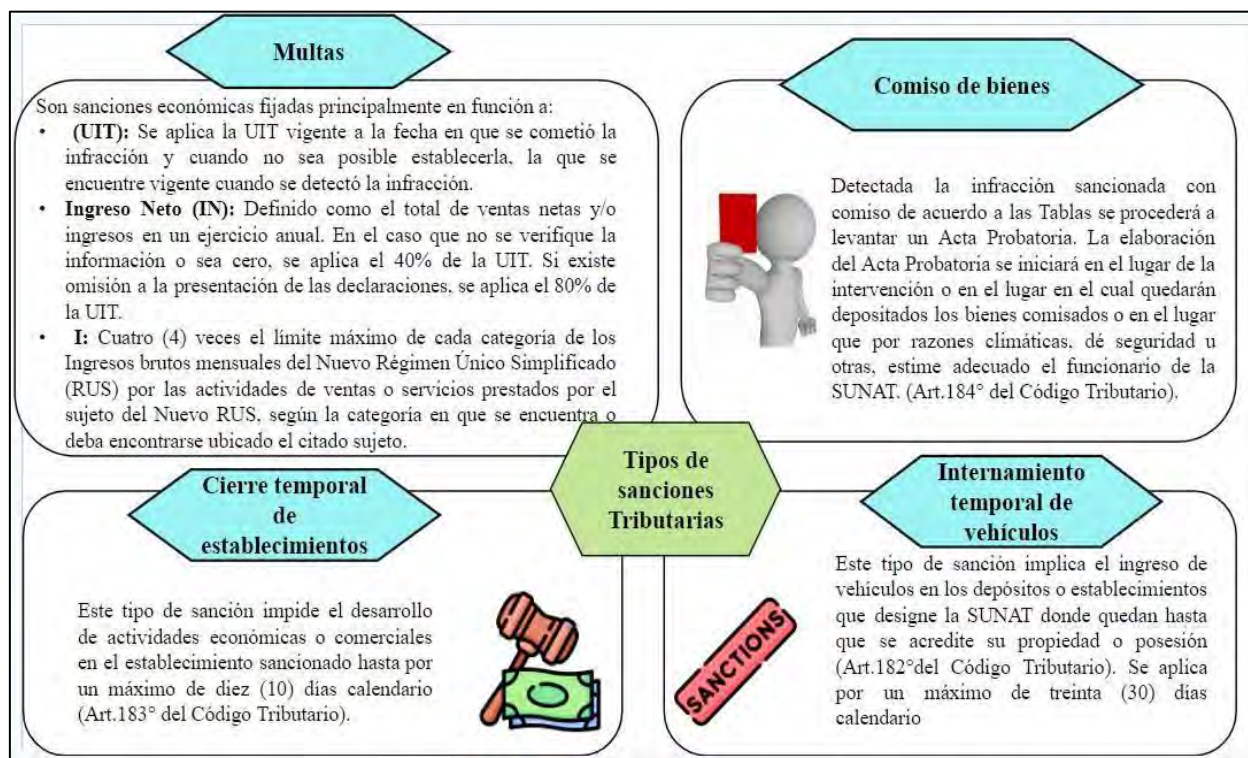 Multas
Son sanciones económicas fijadas principalmente en función a:
• (UIT): Se aplica la UIT vigente a la fecha en que se cometió la
infracción y cuando no sea posible establecerla, la que se
encuentre vigente cuando se detectó la infracción.
• Ingreso Neto (IN): Definido como el total de ventas netas y/o
ingresos en un ejercicio anual. En el caso que no se verifique la
información o sea cero, se aplica el 40% de la UIT. Si existe
omisión a la presentación de las declaraciones, se aplica el 80% de
la UIT.
• I: Cuatro (4) veces el límite máximo de cada categoría de los
Ingresos brutos mensuales del Nuevo Régimen Único Simplificado
(RUS) por las actividades de ventas o servicios prestados por el
sujeto del Nuevo RUS, según la categoría en que se encuentra o
deba encontrarse ubicado el citado sujeto.
Comiso de bienes
Detectada la infracción sancionada con
comiso de acuerdo a las Tablas se procederá a
levantar un Acta Probatoria. La elaboración
del Acta Probatoria se iniciará en el lugar de la
intervención o en el lugar en el cual quedarán
depositados los bienes comisados o en el lugar
que por razones climáticas, dé seguridad u
otras, estime adecuado el funcionario de la
SUNAT. (Art.184° del Código Tributario).
Tipos de
sanciones
Tributarias
Cierre temporal
de
establecimientos
Este tipo de sanción impide el desarrollo
de actividades económicas o comerciales
en el establecimiento sancionado hasta por
un máximo de diez (10) días calendario
(Art.183° del Código Tributario).
Internamiento
temporal de
vehículos
Este tipo de sanción implica el ingreso de
vehículos en los depósitos o establecimientos
que designe la SUNAT donde quedan hasta
que se acredite su propiedad o posesión
(Art.182°del Código Tributario). Se aplica
por un máximo de treinta (30) días
calendario
SANCTIONS